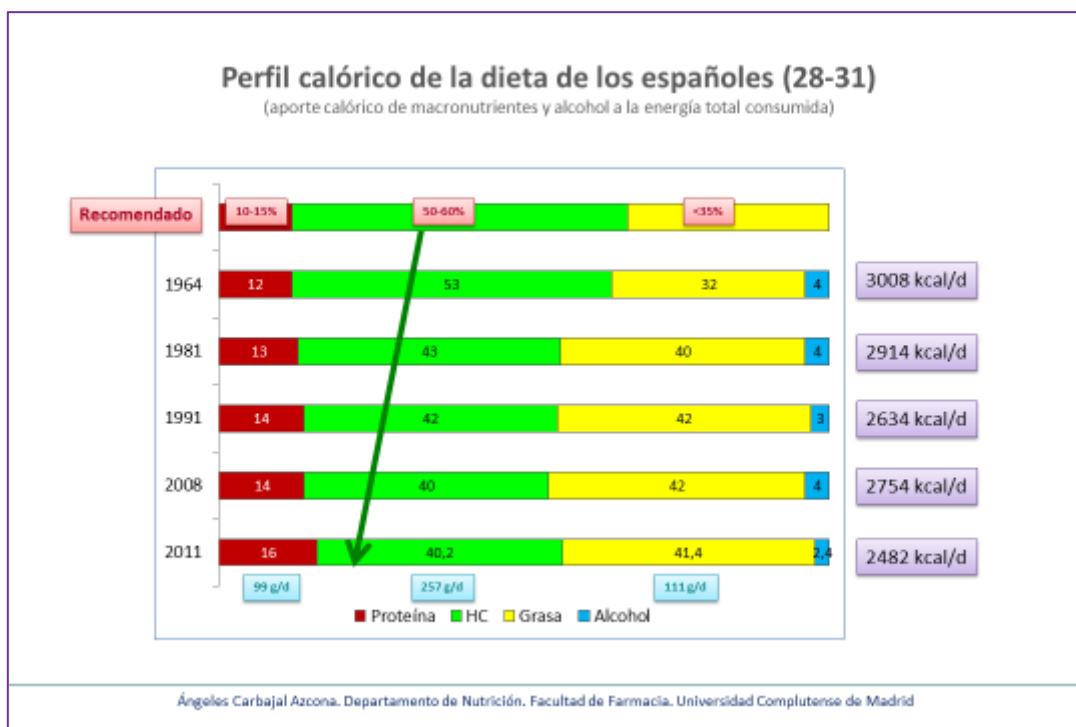 Perfil calórico de la dieta de los españoles (28-31)
(aporte calórico de macronutrientes y alcohol a la energía total consumida)
Recomendado 10-15% 50-60% <35%
1964 12 53 32 4 3008 kcal/d
1981 13 43 40 4 2914 kcal/d
1991 14 42 42 3 2634 kcal/d
2008 14 40 42 4 2754 kcal/d
2011 16 40,2 41,4 2,4 2482 kcal/d
99 g/d 257 g/d 111 g/d
Proteína HC Grasa Alcohol
Ángeles Carbajal Azcona. Departamento de Nutrición. Facultad de Farmacia. Universidad Complutense de Madrid